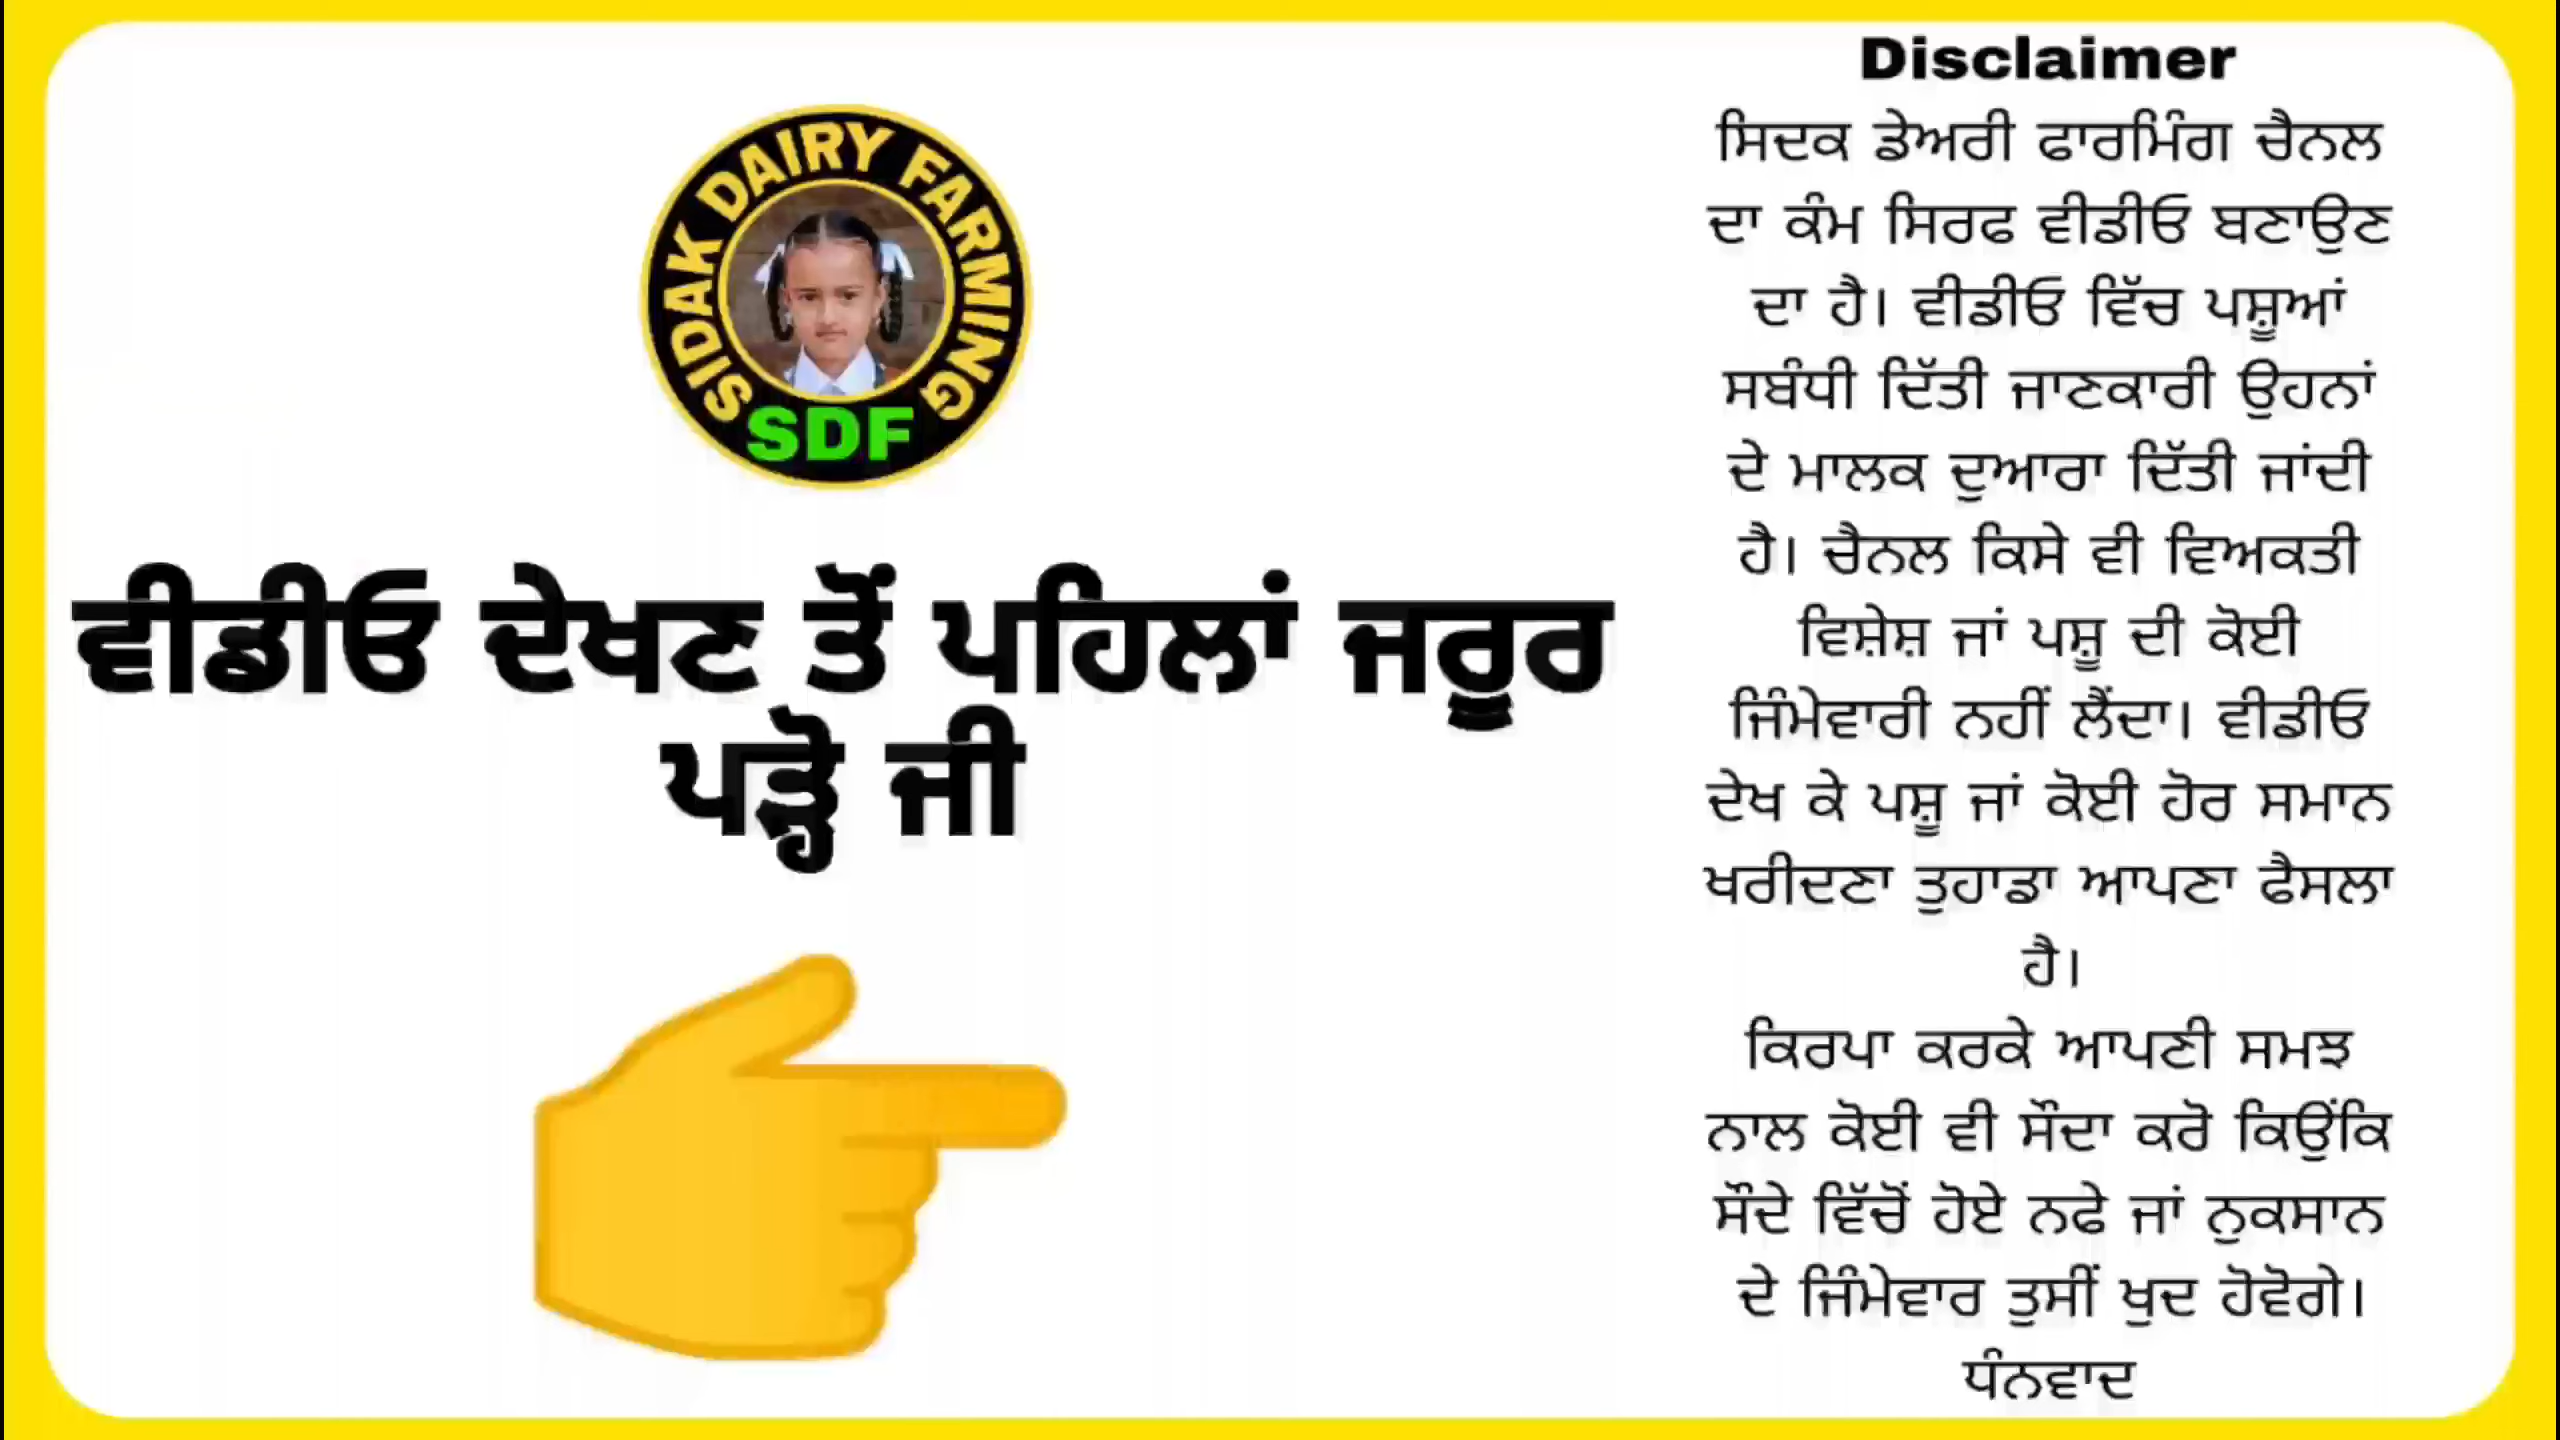 SIDAK DAIRY FARMING
SDF
ਵੀਡੀਓ ਦੇਖਣ ਤੋਂ ਪਹਿਲਾਂ ਜਰੂਰ
ਪੜ੍ਹੋ ਜੀ
Disclaimer
ਸਿਦਕ ਡੇਅਰੀ ਫਾਰਮਿੰਗ ਚੈਨਲ
ਦਾ ਕੰਮ ਸਿਰਫ ਵੀਡੀਓ ਬਣਾਉਣ
ਦਾ ਹੈ। ਵੀਡੀਓ ਵਿੱਚ ਪਸ਼ੂਆਂ
ਸਬੰਧੀ ਦਿੱਤੀ ਜਾਣਕਾਰੀ ਉਹਨਾਂ
ਦੇ ਮਾਲਕ ਦੁਆਰਾ ਦਿੱਤੀ ਜਾਂਦੀ
ਹੈ। ਚੈਨਲ ਕਿਸੇ ਵੀ ਵਿਅਕਤੀ
ਵਿਸ਼ੇਸ਼ ਜਾਂ ਪਸ਼ੂ ਦੀ ਕੋਈ
ਜਿੰਮੇਵਾਰੀ ਨਹੀਂ ਲੈਂਦਾ। ਵੀਡੀਓ
ਦੇਖ ਕੇ ਪਸ਼ੂ ਜਾਂ ਕੋਈ ਹੋਰ ਸਮਾਨ
ਖਰੀਦਣਾ ਤੁਹਾਡਾ ਆਪਣਾ ਫੈਸਲਾ
ਹੈ।
ਕਿਰਪਾ ਕਰਕੇ ਆਪਣੀ ਸਮਝ
ਨਾਲ ਕੋਈ ਵੀ ਸੌਦਾ ਕਰੋ ਕਿਉਂਕਿ
ਸੌਦੇ ਵਿੱਚੋਂ ਹੋਏ ਨਫੇ ਜਾਂ ਨੁਕਸਾਨ
ਦੇ ਜਿੰਮੇਵਾਰ ਤੁਸੀਂ ਖੁਦ ਹੋਵੋਗੇ।
ਧੰਨਵਾਦ